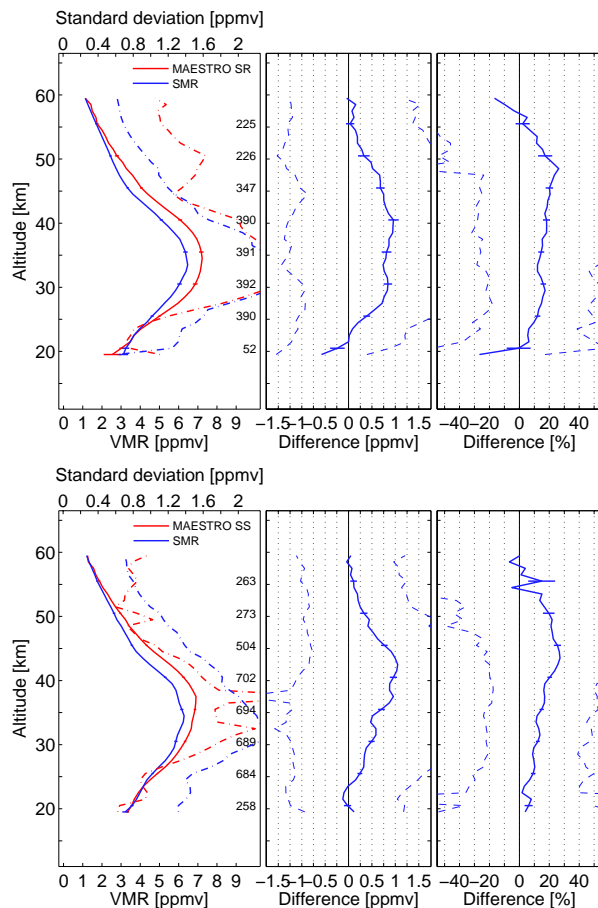 Standard deviation [ppmv]
0 0.4 0.8 1.2 1.6 2
MAESTRO SR
SMR
60
50
40
30
20
Altitude [km]
225
226
347
390
391
392
390
52
0 1 2 3 4 5 6 7 8 9
VMR [ppmv]
−1.5−1−0.5 0 0.5 1 1.5
Difference [ppmv]
−40−20 0 20 40
Difference [%]
Standard deviation [ppmv]
0 0.4 0.8 1.2 1.6 2
MAESTRO SS
SMR
60
50
40
30
20
Altitude [km]
263
273
504
702
694
689
684
258
0 1 2 3 4 5 6 7 8 9
VMR [ppmv]
−1.5−1−0.5 0 0.5 1 1.5
Difference [ppmv]
−40−20 0 20 40
Difference [%]